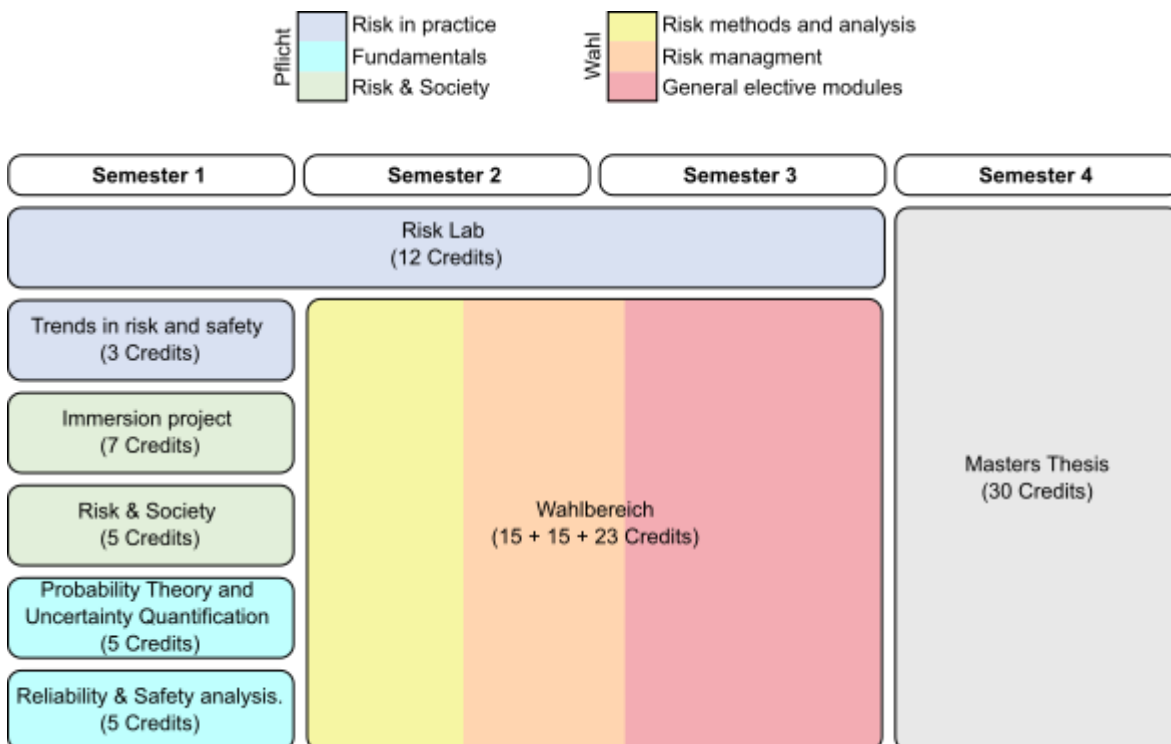 Pflicht
Risk in practice
Fundamentals
Risk & Society
Wahl
Risk methods and analysis
Risk managment
General elective modules
Semester 1
Semester 2
Semester 3
Semester 4
Risk Lab
(12 Credits)
Trends in risk and safety
(3 Credits)
Immersion project
(7 Credits)
Risk & Society
(5 Credits)
Probability Theory and
Uncertainty Quantification
(5 Credits)
Reliability & Safety analysis.
(5 Credits)
Wahlbereich
(15 + 15 + 23 Credits)
Masters Thesis
(30 Credits)